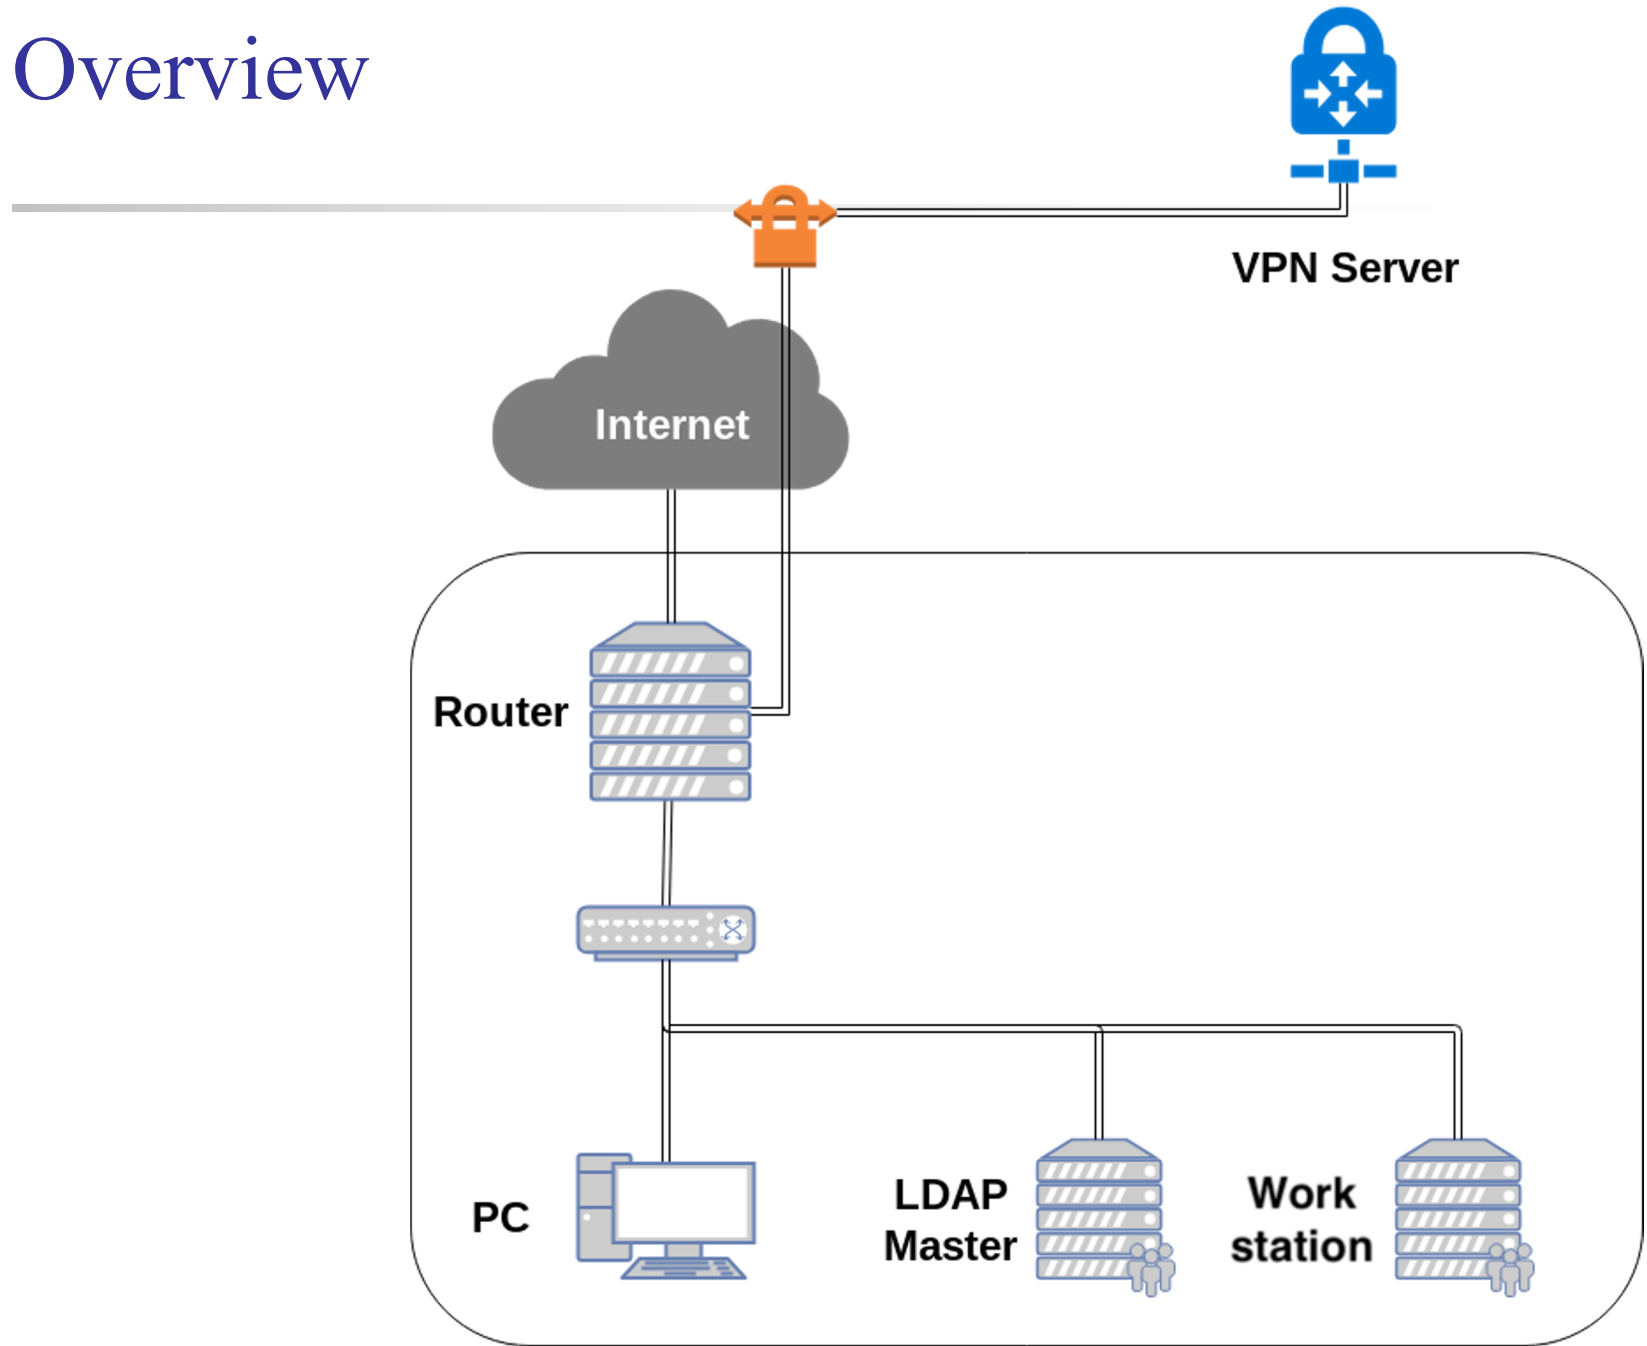 Overview
VPN Server
Internet
Router
PC
LDAP
Master
Work
station